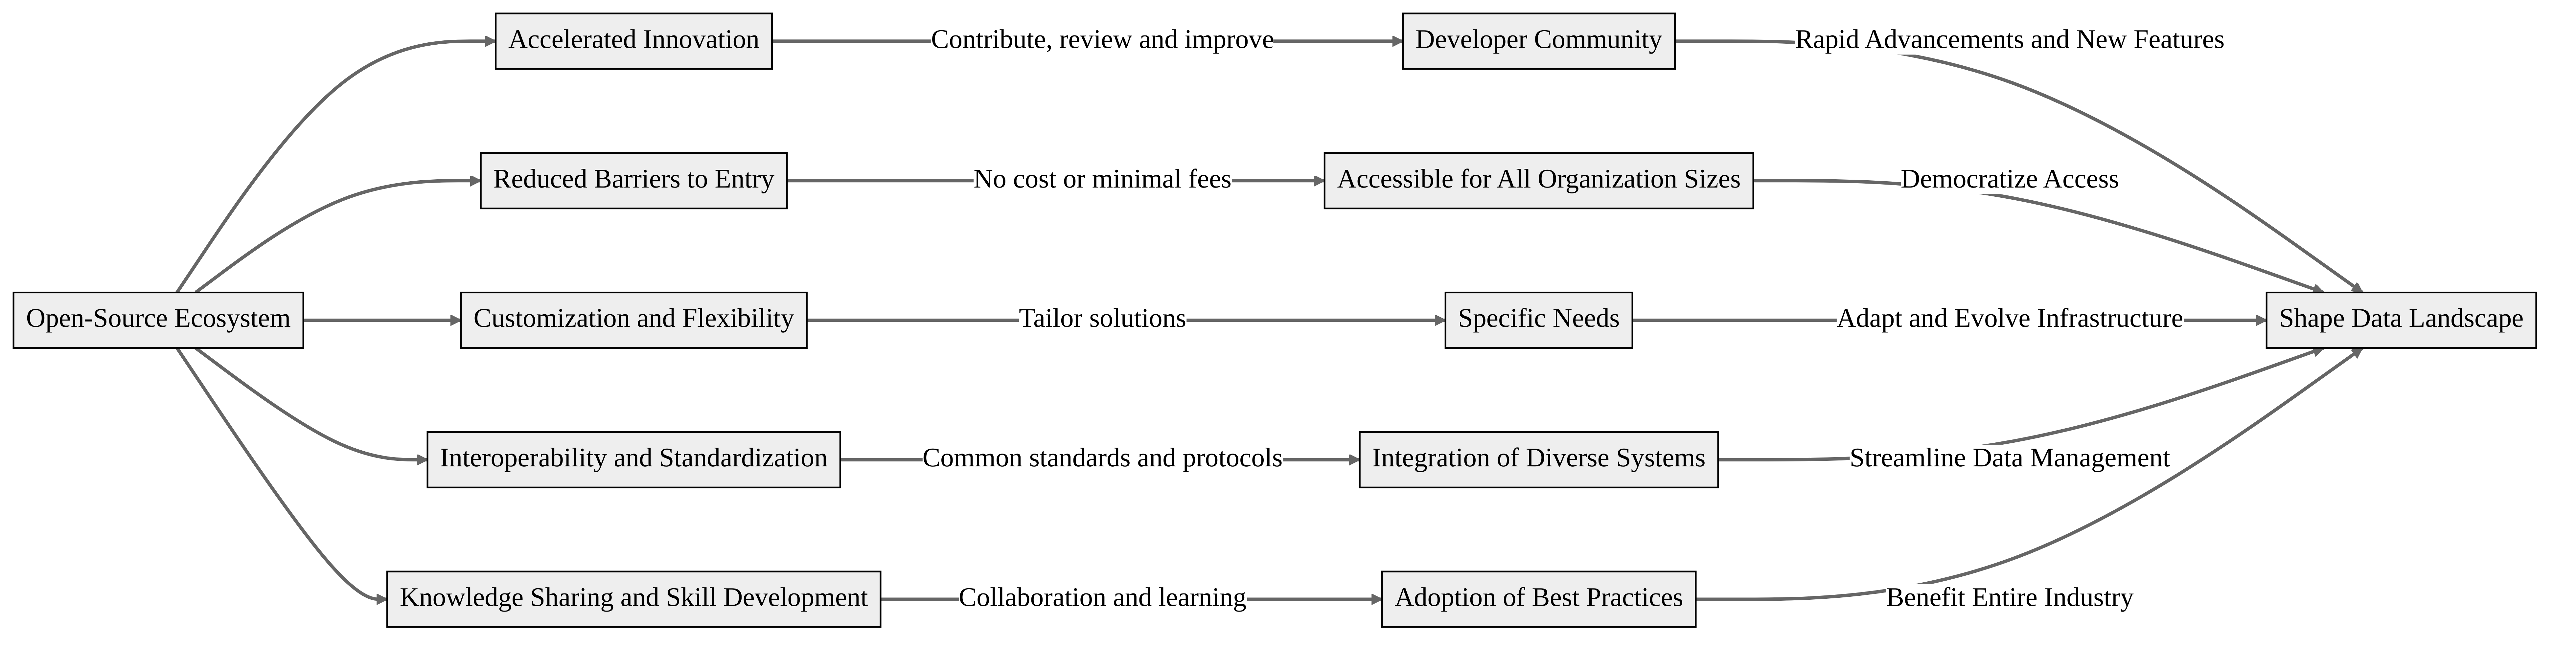 Accelerated Innovation
Contribute, review and improve
Developer Community
Rapid Advancements and New Features
Reduced Barriers to Entry
No cost or minimal fees
Accessible for All Organization Sizes
Democratize Access
Open-Source Ecosystem
Customization and Flexibility
Tailor solutions
Specific Needs
Adapt and Evolve Infrastructure
Shape Data Landscape
Interoperability and Standardization
Common standards and protocols
Integration of Diverse Systems
Streamline Data Management
Knowledge Sharing and Skill Development
Collaboration and learning
Adoption of Best Practices
Benefit Entire Industry